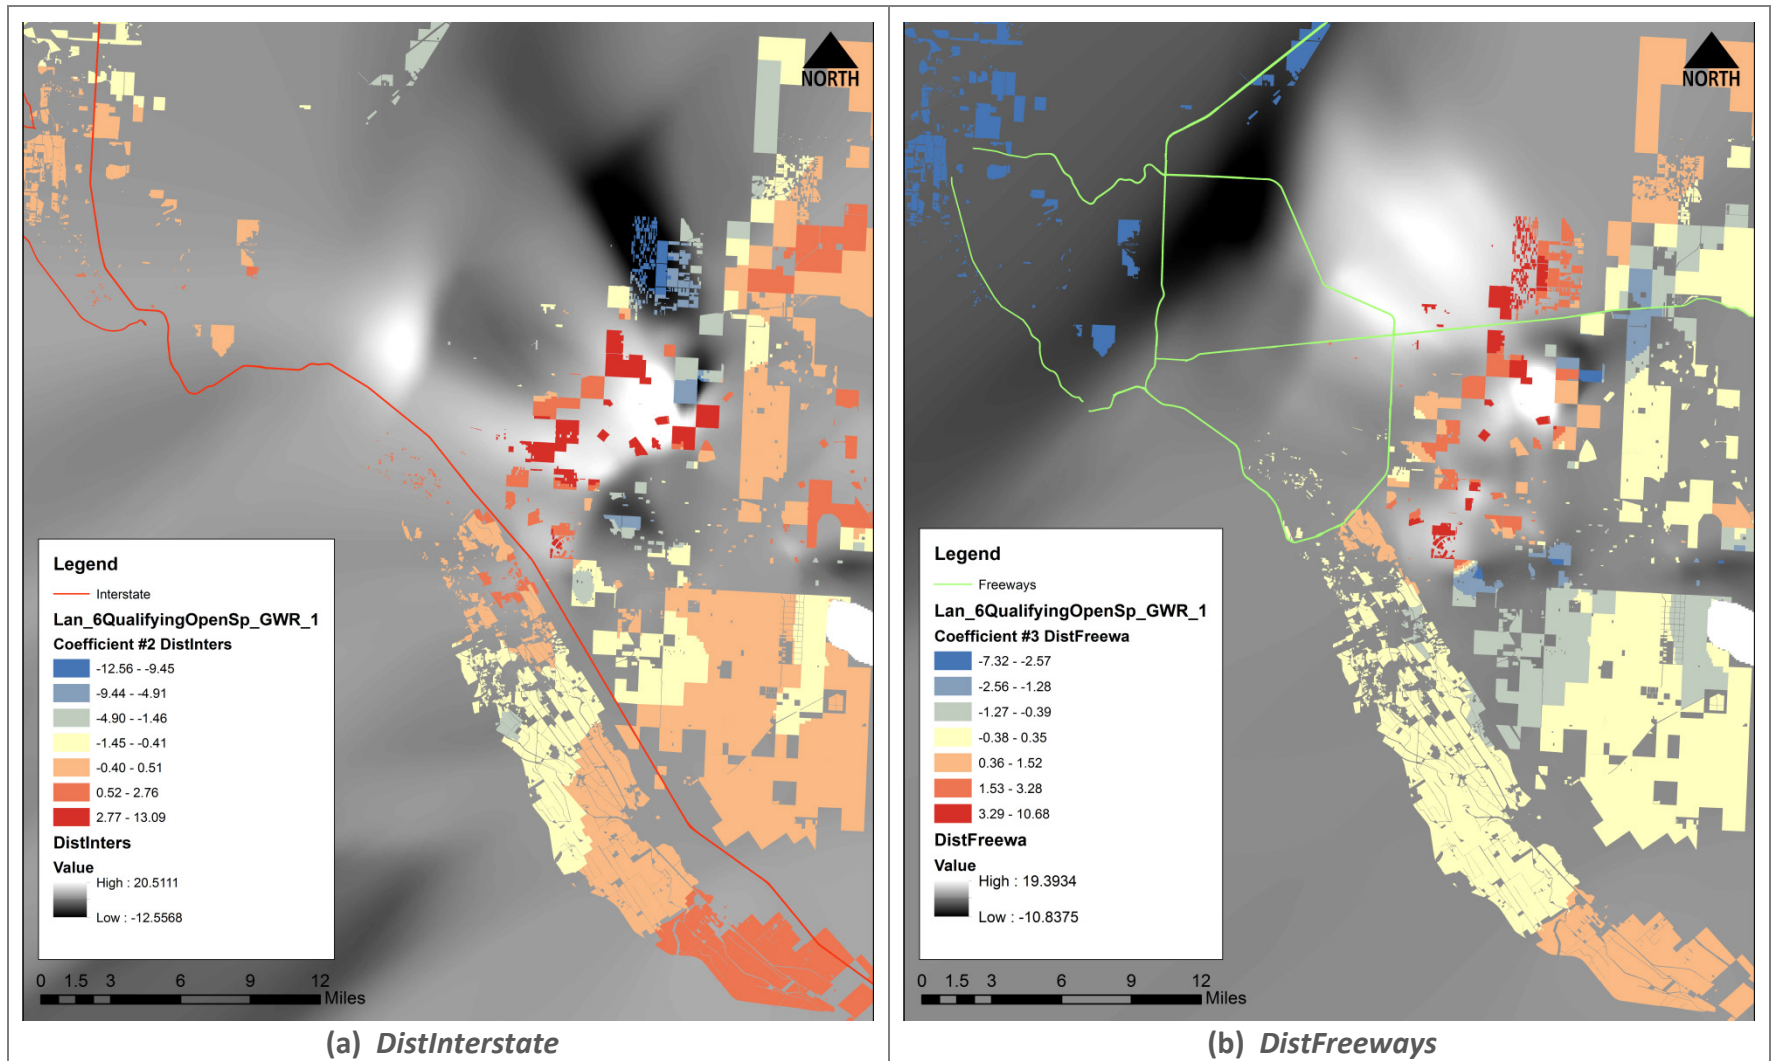 NORTH
Legend
Interstate
Lan_6QualifyingOpenSp_GWR_1
Coefficient #2 DistInters
-12.56 - -9.45
-9.44 - -4.91
-4.90 - -1.46
-1.45 - -0.41
-0.40 - 0.51
0.52 - 2.76
2.77 - 13.09
DistInters
Value
High : 20.5111
Low : -12.5568
0 1.5 3 6 9 12
Miles
(a) DistInterstate
NORTH
Legend
Freeways
Lan_6QualifyingOpenSp_GWR_1
Coefficient #3 DistFreewa
-7.32 - -2.57
-2.56 - -1.28
-1.27 - -0.39
-0.38 - 0.35
0.36 - 1.52
1.53 - 3.28
3.29 - 10.68
DistFreewa
Value
High : 19.3934
Low : -10.8375
0 1.5 3 6 9 12
Miles
(b) DistFreeways